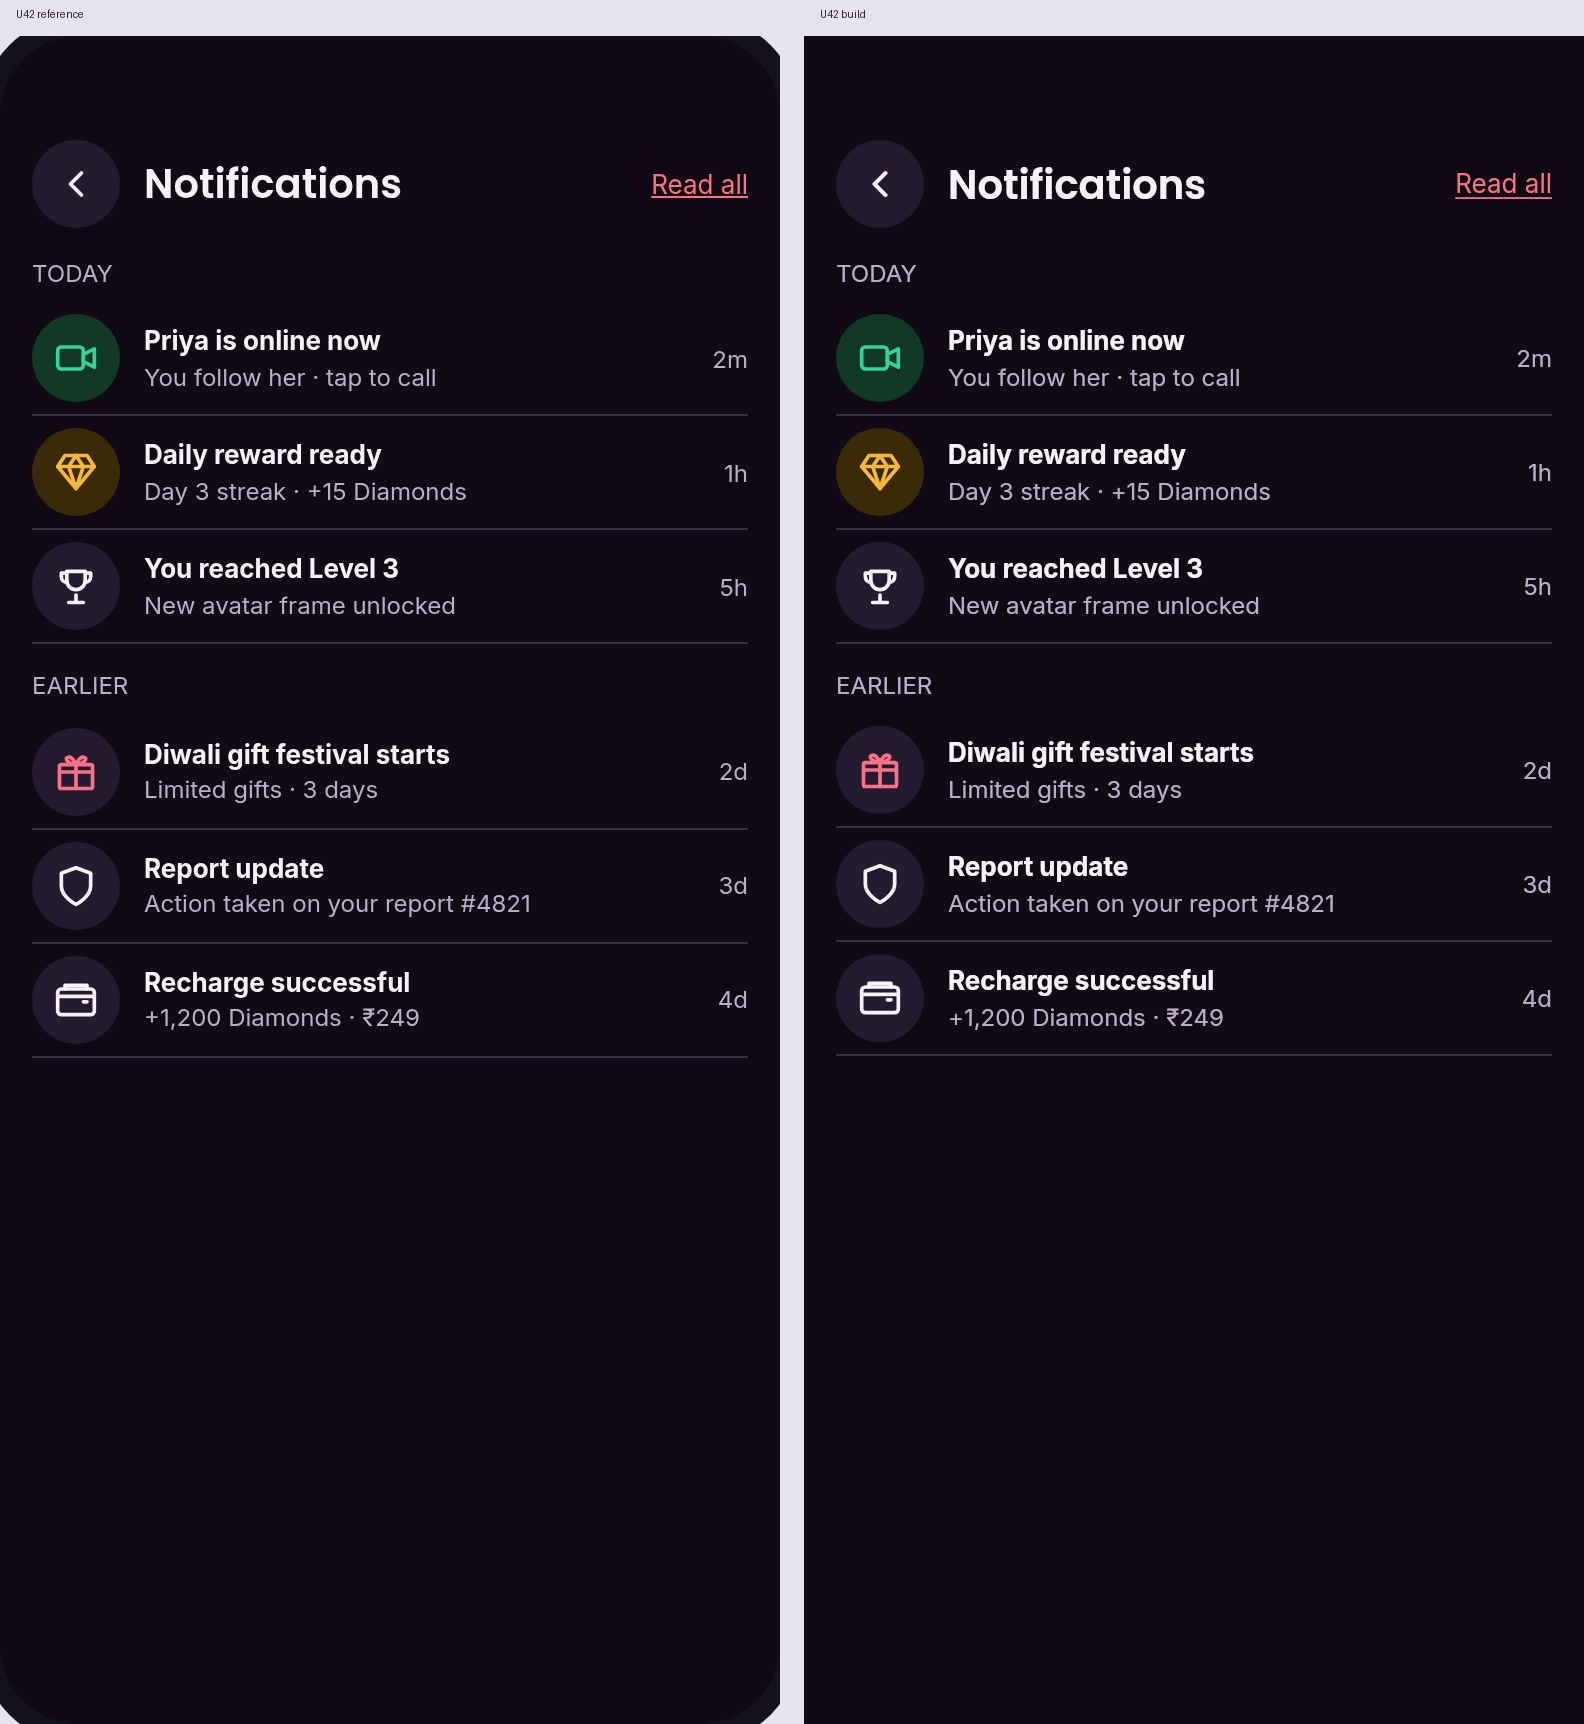 U42 reference
Notifications
Read all
TODAY
Priya is online now
You follow her · tap to call
2m
Daily reward ready
Day 3 streak · +15 Diamonds
1h
You reached Level 3
New avatar frame unlocked
5h
EARLIER
Diwali gift festival starts
Limited gifts · 3 days
2d
Report update
Action taken on your report #4821
3d
Recharge successful
+1,200 Diamonds · ₹249
4d
U42 build
Notifications
Read all
TODAY
Priya is online now
You follow her · tap to call
2m
Daily reward ready
Day 3 streak · +15 Diamonds
1h
You reached Level 3
New avatar frame unlocked
5h
EARLIER
Diwali gift festival starts
Limited gifts · 3 days
2d
Report update
Action taken on your report #4821
3d
Recharge successful
+1,200 Diamonds · ₹249
4d